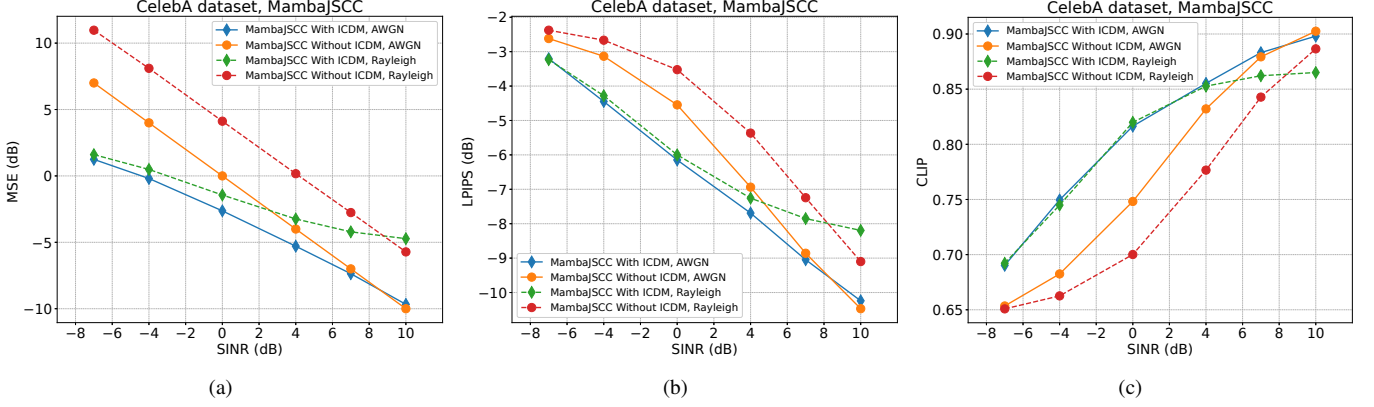 CelebA dataset, MambaJSCC
MambaJSCC With ICDM, AWGN
MambaJSCC Without ICDM, AWGN
MambaJSCC With ICDM, Rayleigh
MambaJSCC Without ICDM, Rayleigh
MSE (dB)
10
5
0
−5
−10
−8 −6 −4 −2 0 2 4 6 8 10
SINR (dB)
(a)
CelebA dataset, MambaJSCC
LPIPS (dB)
−2
−3
−4
−5
−6
−7
−8
−9
−10
MambaJSCC With ICDM, AWGN
MambaJSCC Without ICDM, AWGN
MambaJSCC With ICDM, Rayleigh
MambaJSCC Without ICDM, Rayleigh
−8 −6 −4 −2 0 2 4 6 8 10
SINR (dB)
(b)
CelebA dataset, MambaJSCC
MambaJSCC With ICDM, AWGN
MambaJSCC Without ICDM, AWGN
MambaJSCC With ICDM, Rayleigh
MambaJSCC Without ICDM, Rayleigh
CLIP
0.90
0.85
0.80
0.75
0.70
0.65
−8 −6 −4 −2 0 2 4 6 8 10
SINR (dB)
(c)